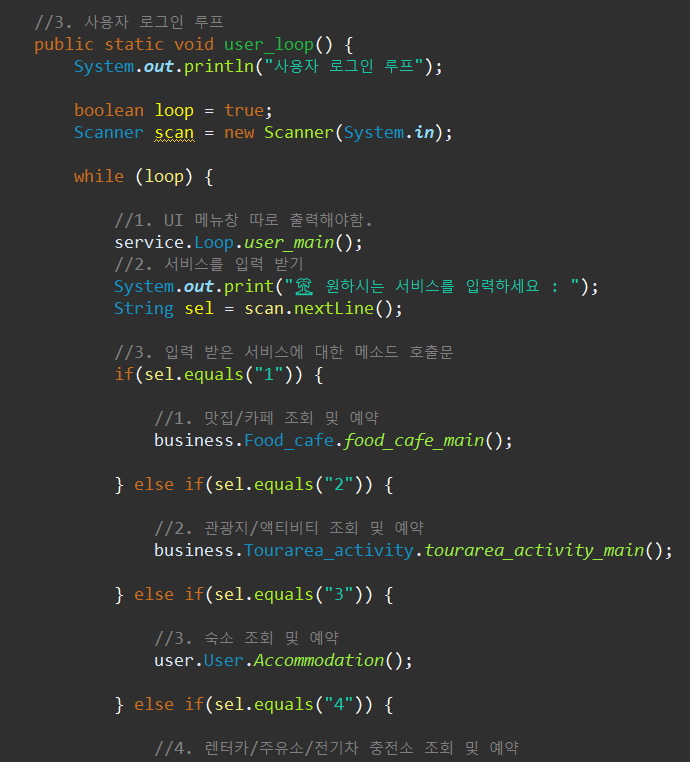 //3. 사용자 로그인 루프
public static void user_loop() {
System.out.println("사용자 로그인 루프");
boolean loop = true;
Scanner scan = new Scanner(System.in);
while (loop) {
//1. UI 메뉴창 따로 출력해야함.
service.Loop.user_main();
//2. 서비스를 입력 받기
System.out.print("🏝 원하시는 서비스를 입력하세요 : ");
String sel = scan.nextLine();
//3. 입력 받은 서비스에 대한 메소드 호출문
if(sel.equals("1")) {
//1. 맛집/카페 조회 및 예약
business.Food_cafe.food_cafe_main();
} else if(sel.equals("2")) {
//2. 관광지/액티비티 조회 및 예약
business.Tourarea_activity.tourarea_activity_main();
} else if(sel.equals("3")) {
//3. 숙소 조회 및 예약
user.User.Accommodation();
} else if(sel.equals("4")) {
//4. 렌터카/주유소/전기차 충전소 조회 및 예약